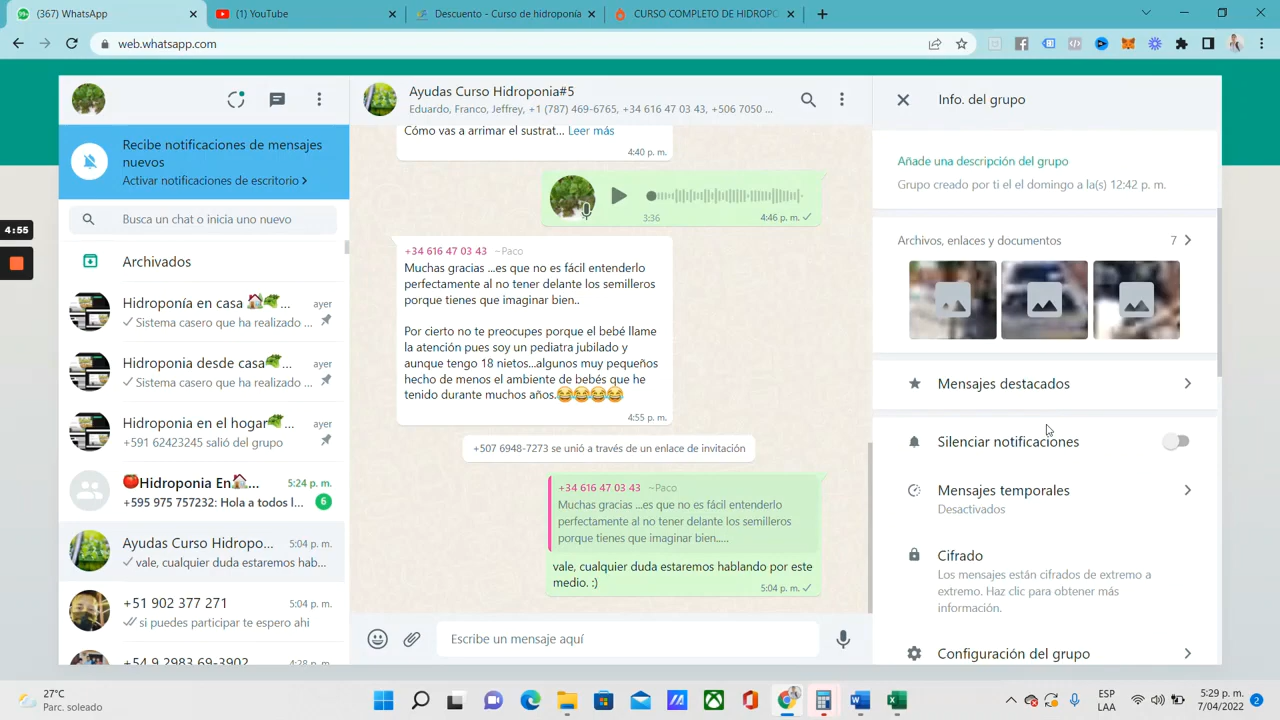 (367) WhatsApp
(1) YouTube
Descuento - Curso de hidroponía
CURSO COMPLETO DE HIDROPO
web.whatsapp.com
Recibe notificaciones de mensajes
nuevos
Activar notificaciones de escritorio >
4:55
Busca un chat o inicia uno nuevo
Archivados
Hidroponía en casa 🏠🥬...
ayer
✓ Sistema casero que ha realizado ...
Hidroponia desde casa🥬...
ayer
✓ Sistema casero que ha realizado ...
Hidroponia en el hogar🥬...
ayer
+591 62423245 salió del grupo
🍅Hidroponia En🏠...
5:24 p. m.
+595 975 757232: Hola a todos l...
6
Ayudas Curso Hidropo...
5:04 p. m.
✓ vale, cualquier duda estaremos hab...
+51 902 377 271
5:04 p. m.
✓✓ si puedes participar te espero ahi
+54 9 2983 69-3902
4:28 p. m.
Ayudas Curso Hidroponia#5
Eduardo, Franco, Jeffrey, +1 (787) 469-6765, +34 616 47 03 43, +506 7050 ...
Cómo vas a arrimar el sustrat... Leer más
4:40 p. m.
3:36
4:46 p. m. ✓
+34 616 47 03 43 ~Paco
Muchas gracias ...es que no es fácil entenderlo
perfectamente al no tener delante los semilleros
porque tienes que imaginar bien..
Por cierto no te preocupes porque el bebé llame
la atención pues soy un pediatra jubilado y
aunque tengo 18 nietos...algunos muy pequeños
hecho de menos el ambiente de bebés que he
tenido durante muchos años.😂😂😂😂
4:55 p. m.
+507 6948-7273 se unió a través de un enlace de invitación
+34 616 47 03 43 ~Paco
Muchas gracias ...es que no es fácil entenderlo
perfectamente al no tener delante los semilleros
porque tienes que imaginar bien.....
vale, cualquier duda estaremos hablando por este
medio. :)
5:04 p. m. ✓
Escribe un mensaje aquí
Info. del grupo
Añade una descripción del grupo
Grupo creado por ti el el domingo a la(s) 12:42 p. m.
Archivos, enlaces y documentos
7 >
Mensajes destacados
Silenciar notificaciones
Mensajes temporales
Desactivados
Cifrado
Los mensajes están cifrados de extremo a
extremo. Haz clic para obtener más
información.
Configuración del grupo
27°C
Parc. soleado
ESP
LAA
5:29 p. m.
7/04/2022
2